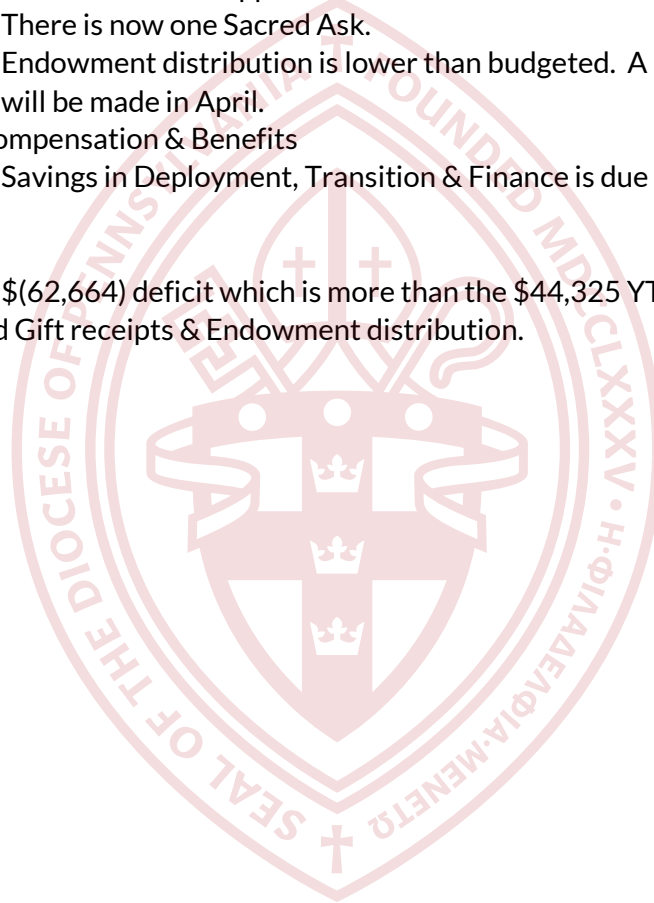 There is now one Sacred Ask.
Endowment distribution is lower than budgeted. A
will be made in April.
ompensation & Benefits
Savings in Deployment, Transition & Finance is due
$(62,664) deficit which is more than the $44,325 YT
d Gift receipts & Endowment distribution.
SEAL OF THE DIOCESE OF PENNSYLVANIA † FOUNDED MDCCLXXXV • Η·ΦΙΛΑΔΕΛΦΙΑ·ΜΕΝΕΤΩ †